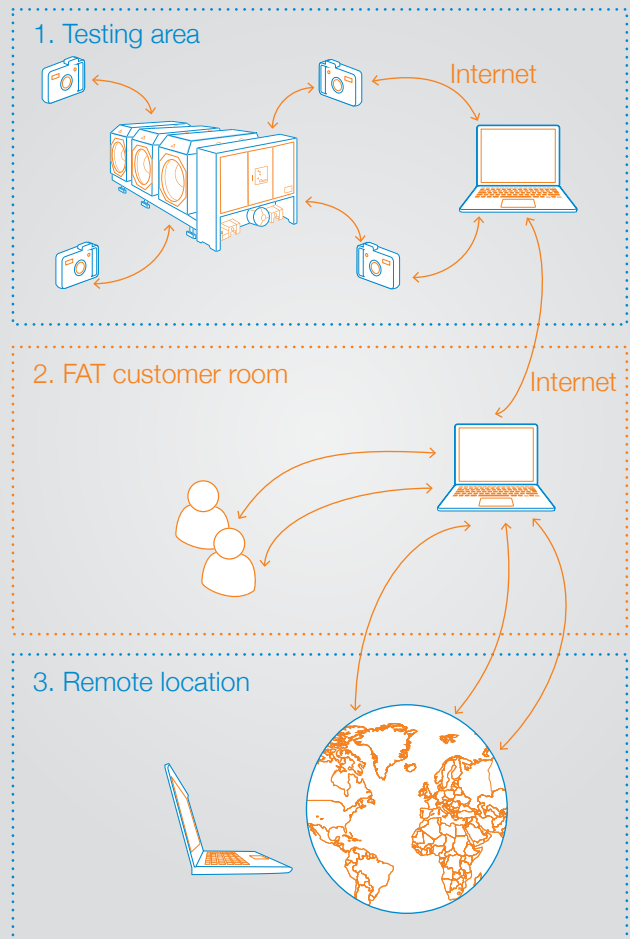 1. Testing area
Internet
2. FAT customer room
Internet
3. Remote location